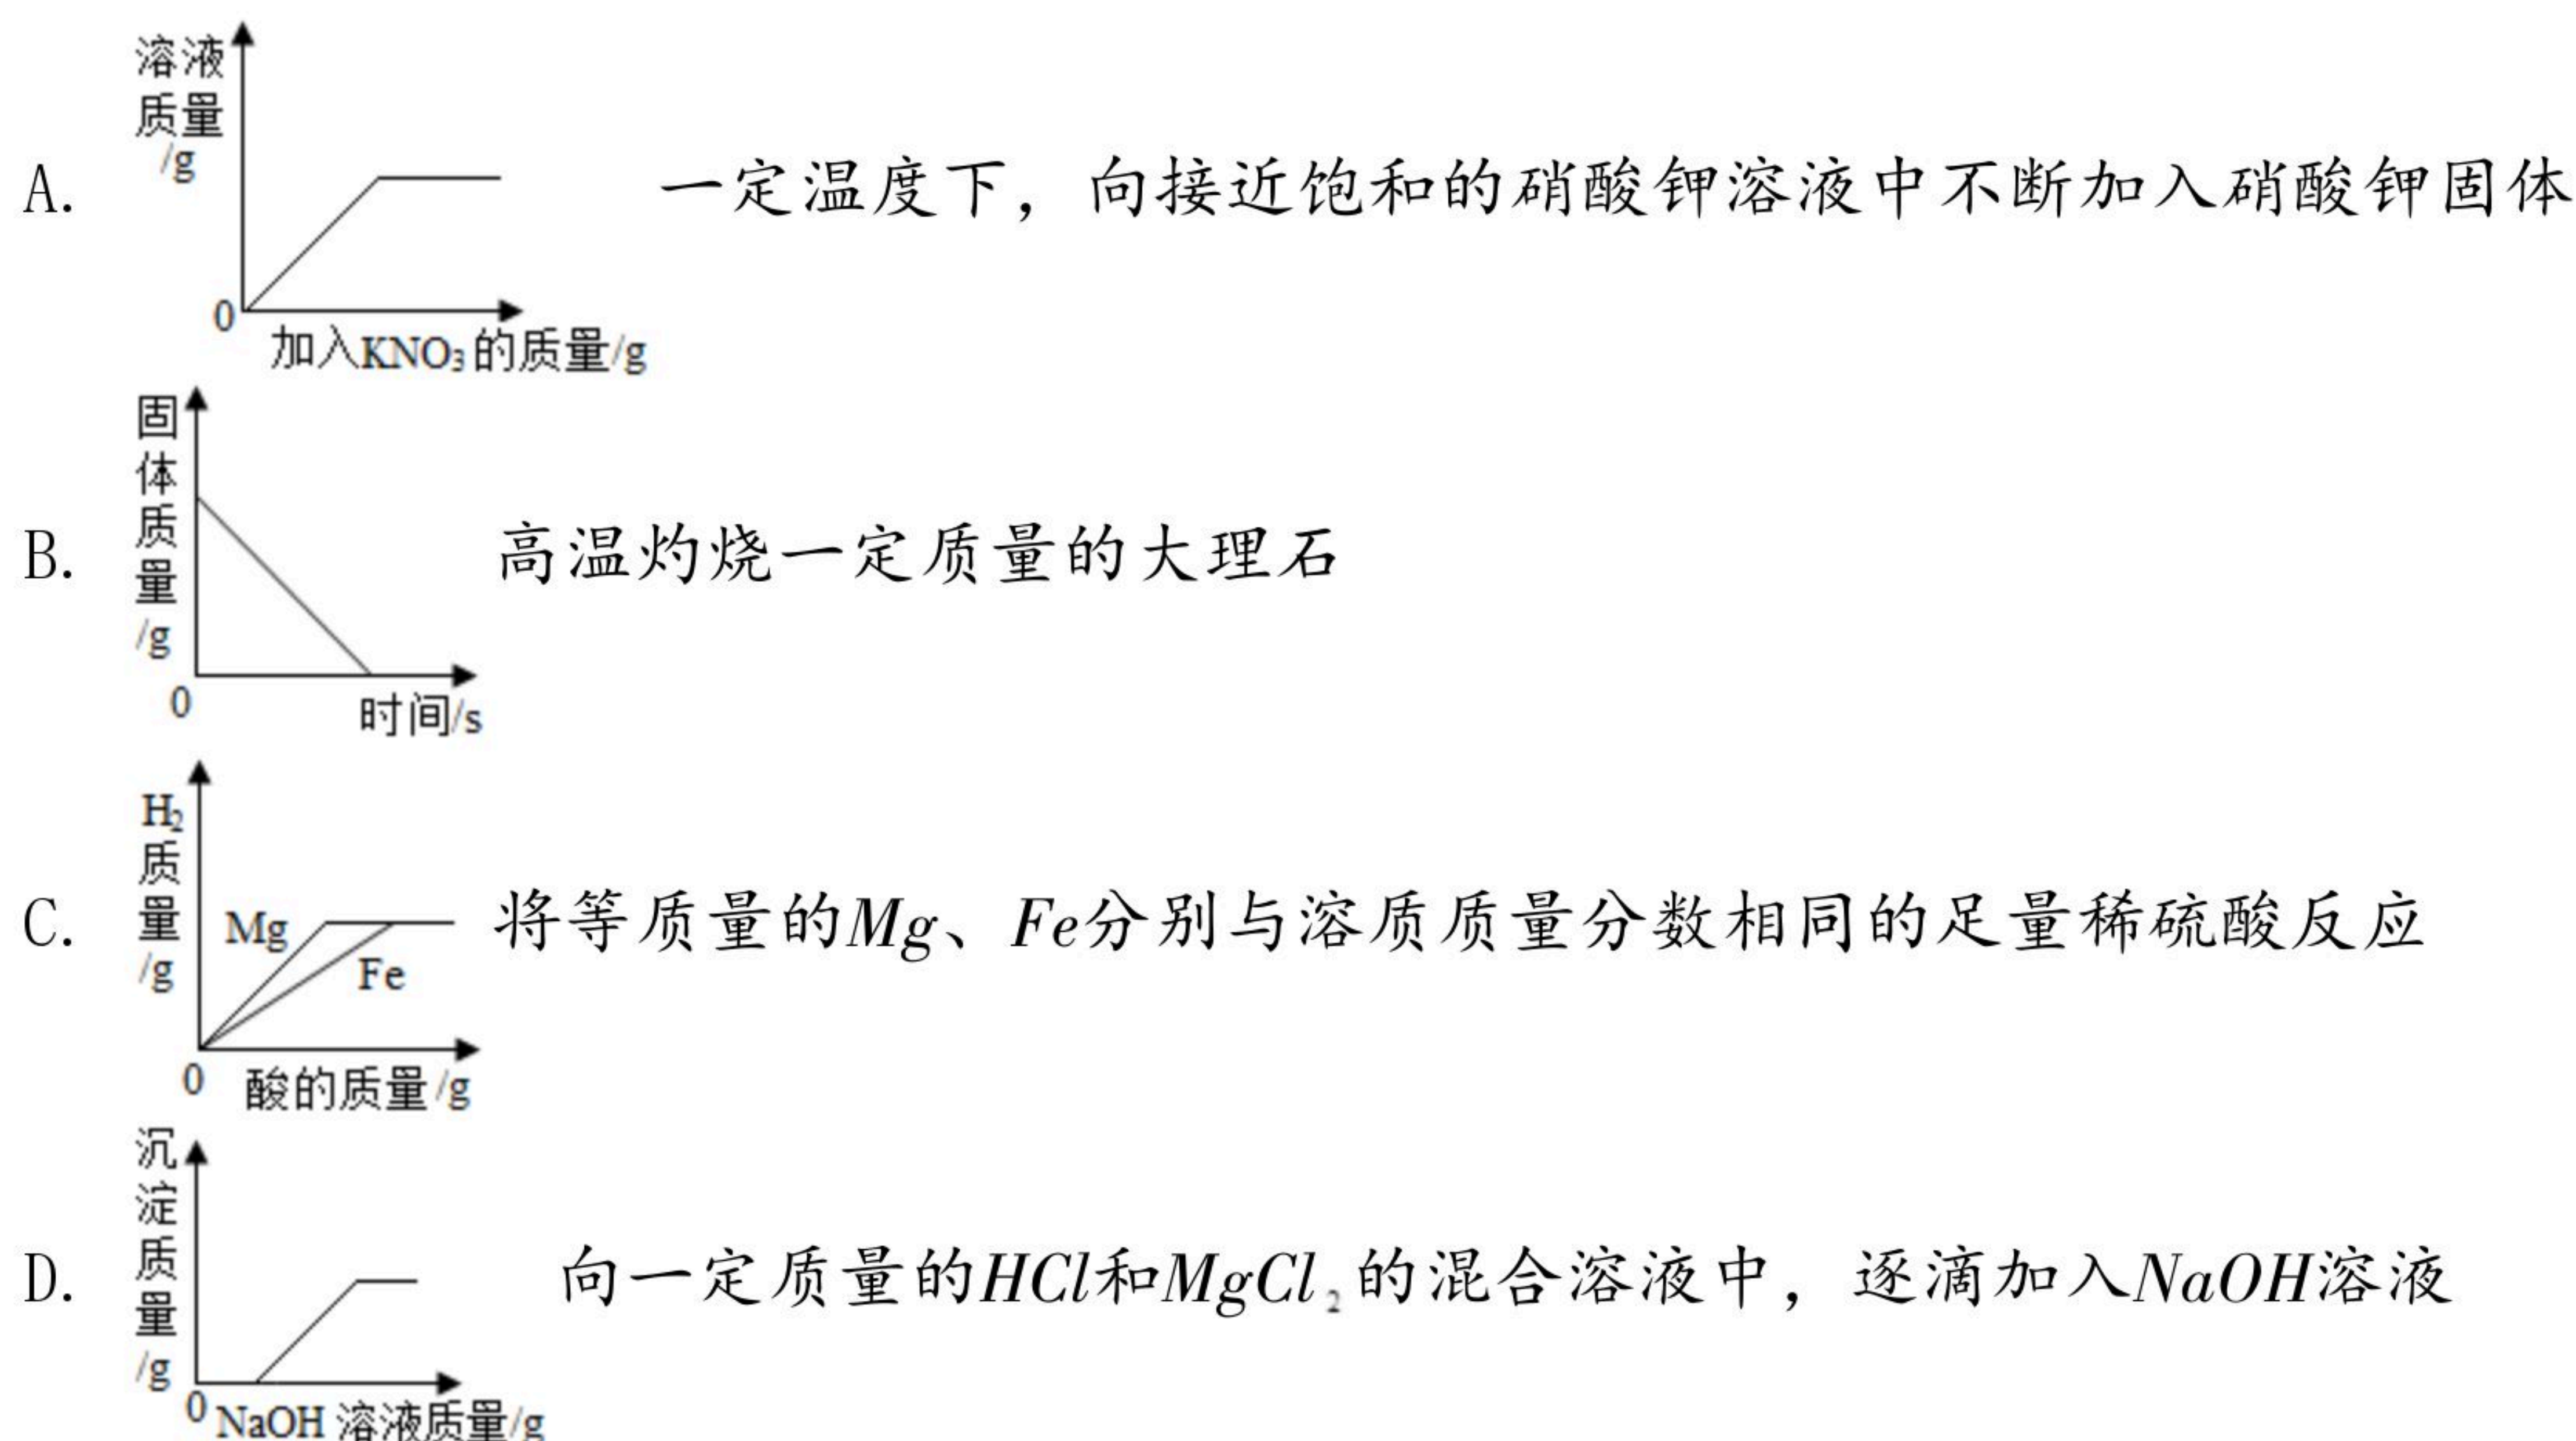 溶液
质量
/g
A.
一定温度下，向接近饱和的硝酸钾溶液中不断加入硝酸钾固体
0
加入KNO₃的质量/g
固
体
质
量
/g
B.
高温灼烧一定质量的大理石
0
时间/s
H₂
质
量
/g
C.
Mg
Fe
将等质量的Mg、Fe分别与溶质质量分数相同的足量稀硫酸反应
0
酸的质量/g
沉
淀
质
量
/g
D.
向一定质量的HCl和MgCl₂的混合溶液中，逐滴加入NaOH溶液
0
NaOH 溶液质量/g